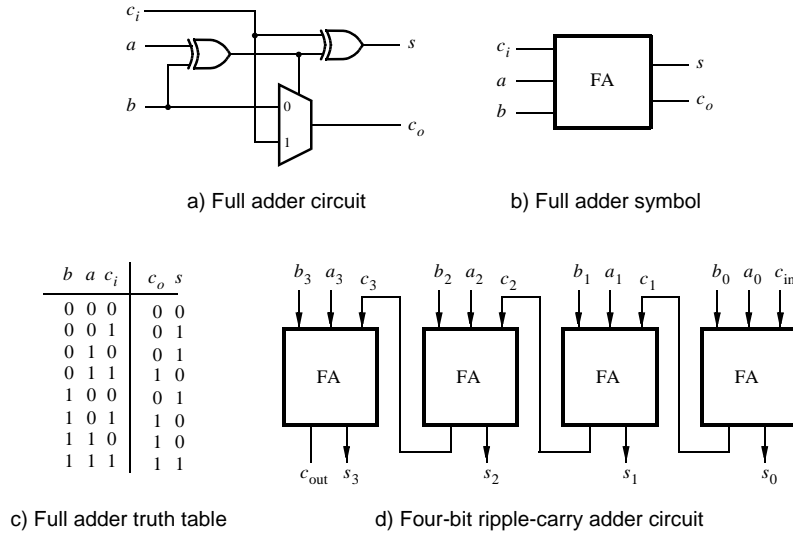 c_i
a
b
s
0
1
c_o
a) Full adder circuit
c_i
a
b
FA
s
c_o
b) Full adder symbol
b a c_i c_o s
0 0 0 0 0
0 0 1 0 1
0 1 0 0 1
0 1 1 1 0
1 0 0 0 1
1 0 1 1 0
1 1 0 1 0
1 1 1 1 1
c) Full adder truth table
b_3 a_3 c_3 b_2 a_2 c_2 b_1 a_1 c_1 b_0 a_0 c_in
FA FA FA FA
c_out s_3 s_2 s_1 s_0
d) Four-bit ripple-carry adder circuit